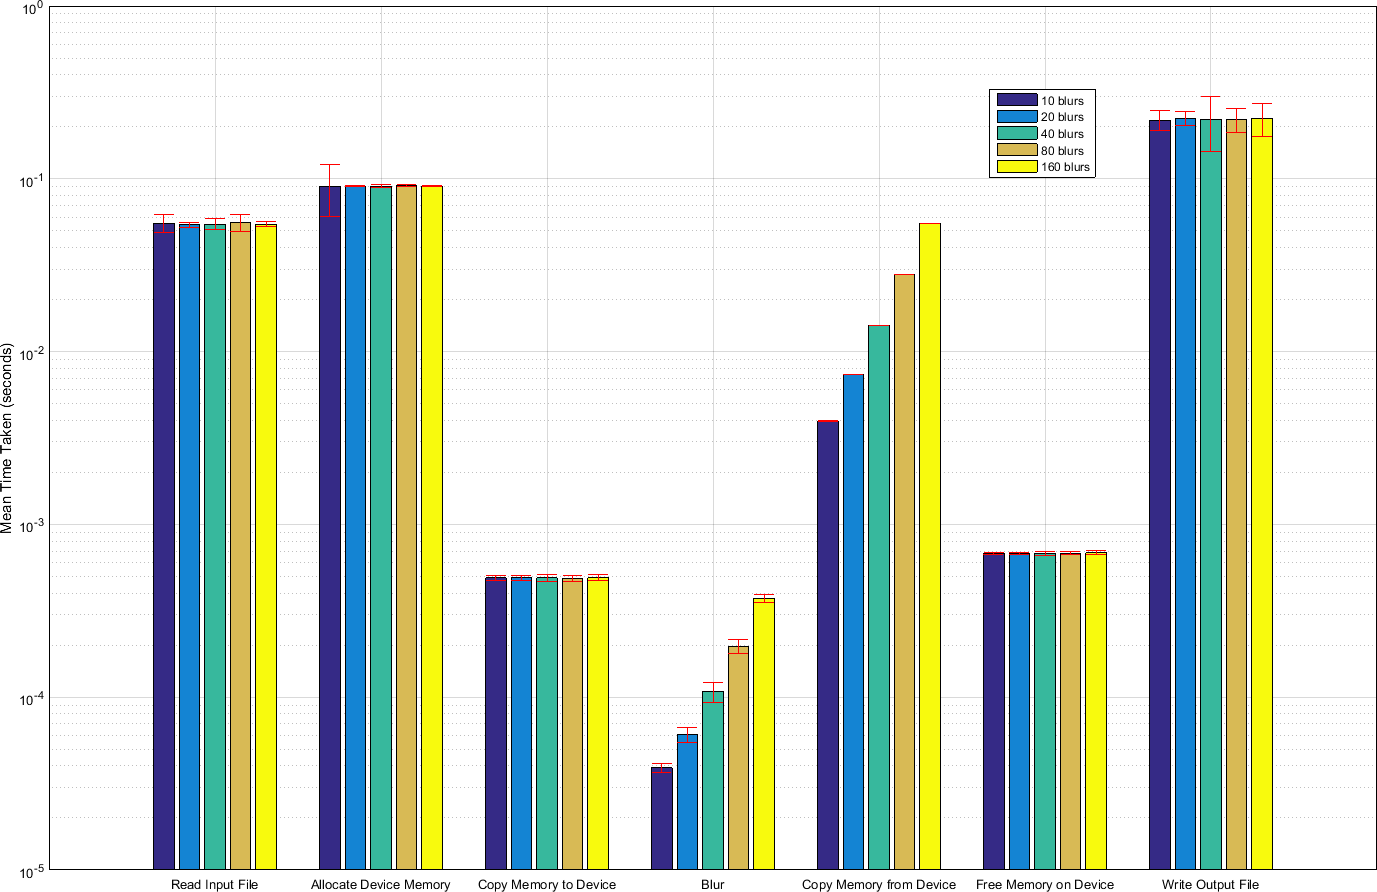 10^0
10^-1
10^-2
10^-3
10^-4
10^-5
Mean Time Taken (seconds)
10 blurs
20 blurs
40 blurs
80 blurs
160 blurs
Read Input File
Allocate Device Memory
Copy Memory to Device
Blur
Copy Memory from Device
Free Memory on Device
Write Output File